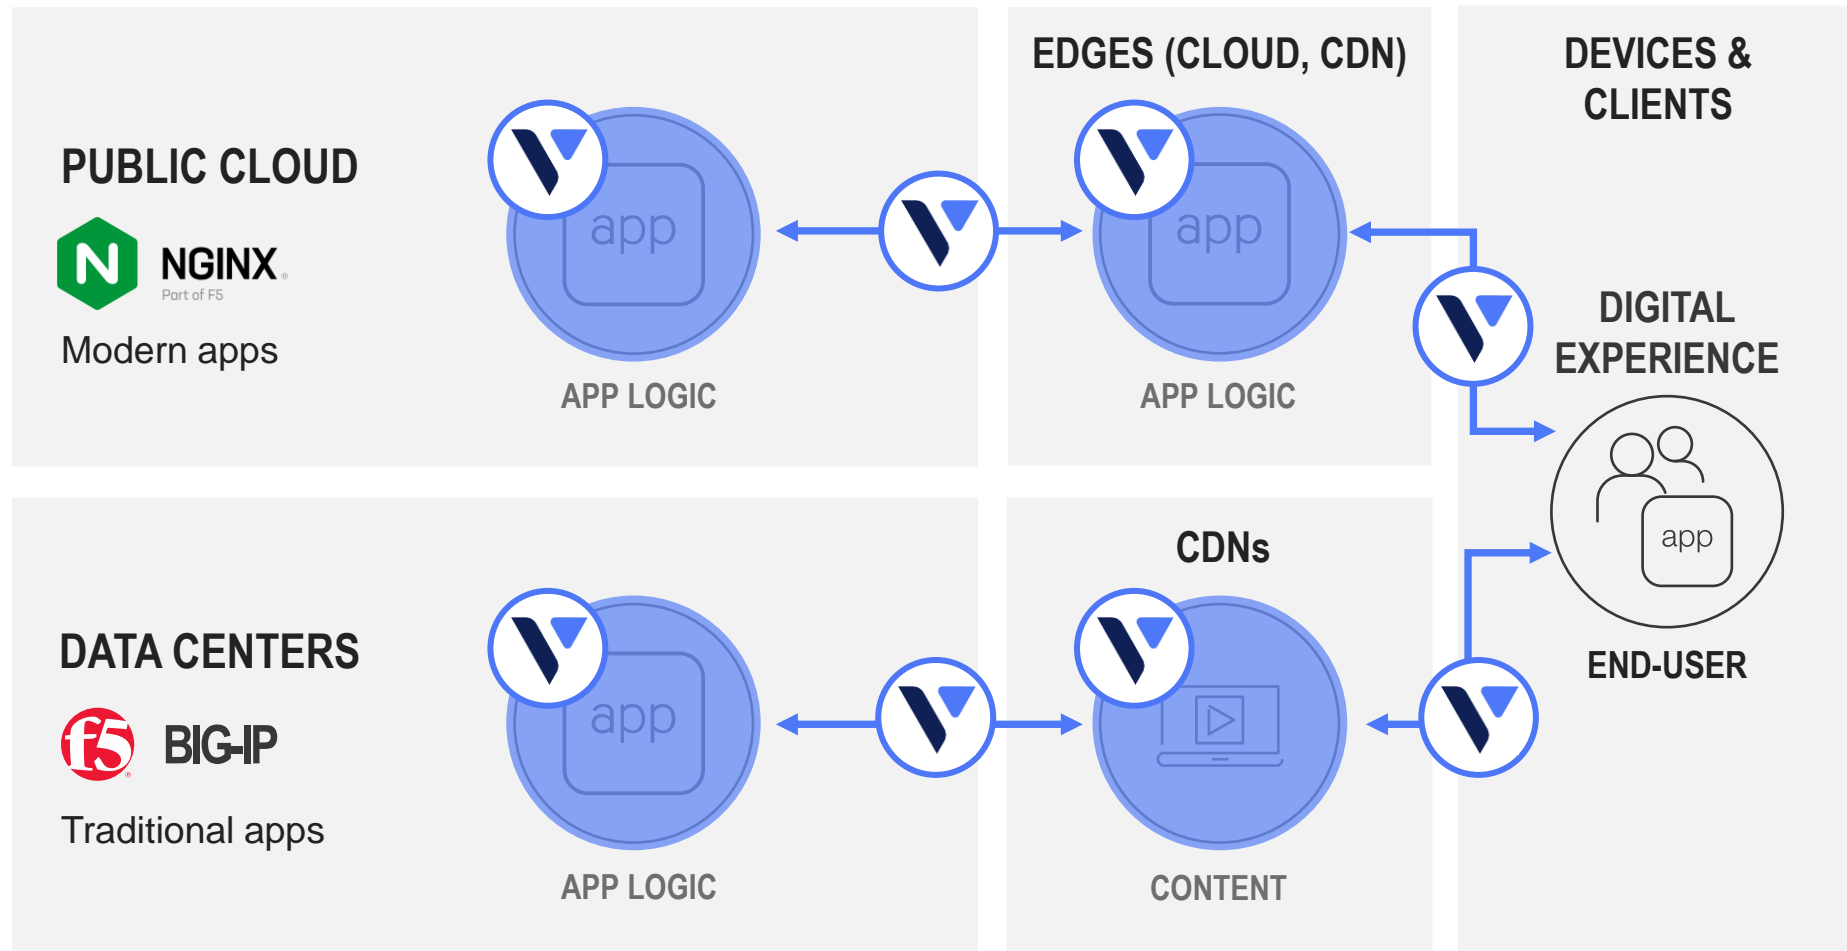 PUBLIC CLOUD
NGINX
Part of F5
Modern apps
app
APP LOGIC
EDGES (CLOUD, CDN)
app
APP LOGIC
DEVICES &
CLIENTS
DIGITAL
EXPERIENCE
app
END-USER
DATA CENTERS
f5
BIG-IP
Traditional apps
app
APP LOGIC
CDNs
CONTENT